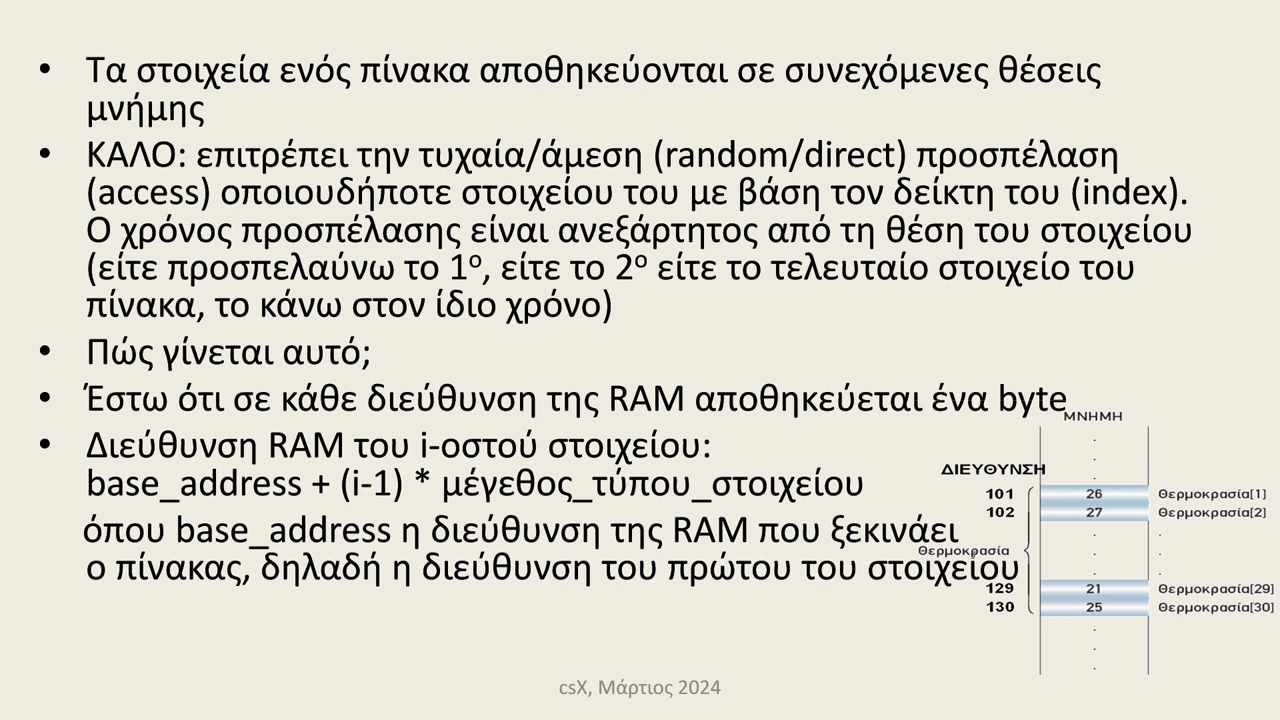 • Τα στοιχεία ενός πίνακα αποθηκεύονται σε συνεχόμενες θέσεις
μνήμης
• ΚΑΛΟ: επιτρέπει την τυχαία/άμεση (random/direct) προσπέλαση
(access) οποιουδήποτε στοιχείου του με βάση τον δείκτη του (index).
Ο χρόνος προσπέλασης είναι ανεξάρτητος από τη θέση του στοιχείου
(είτε προσπελαύνω το 1ο, είτε το 2ο είτε το τελευταίο στοιχείο του
πίνακα, το κάνω στον ίδιο χρόνο)
• Πώς γίνεται αυτό;
• Έστω ότι σε κάθε διεύθυνση της RAM αποθηκεύεται ένα byte
• Διεύθυνση RAM του i-οστού στοιχείου:
base_address + (i-1) * μέγεθος_τύπου_στοιχείου
όπου base_address η διεύθυνση της RAM που ξεκινάει
ο πίνακας, δηλαδή η διεύθυνση του πρώτου του στοιχείου
ΜΝΗΜΗ
ΔΙΕΥΘΥΝΣΗ
101 26 Θερμοκρασία[1]
102 27 Θερμοκρασία[2]
Θερμοκρασία
129 21 Θερμοκρασία[29]
130 25 Θερμοκρασία[30]
csX, Μάρτιος 2024